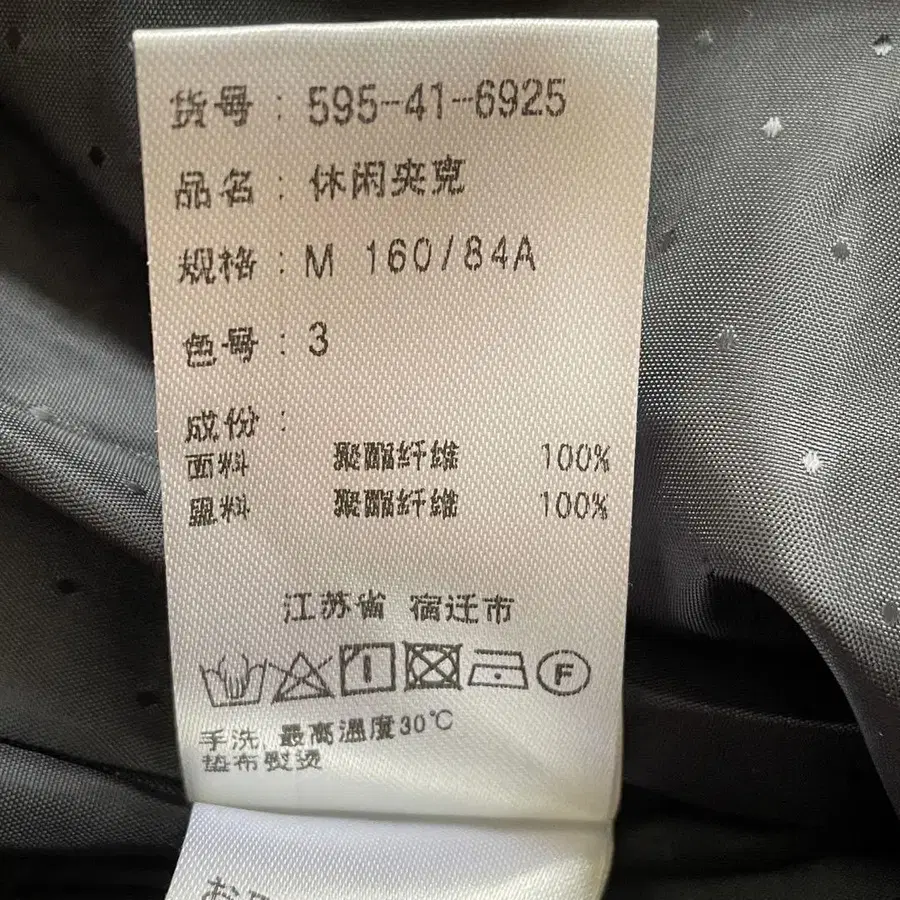 货号：595-41-6925
品名：休闲夹克
规格：M 160/84A
色号：3
成份：
面料 聚酯纤维 100%
里料 聚酯纤维 100%
江苏省 宿迁市
F
手洗 最高温度30℃
垫布熨烫